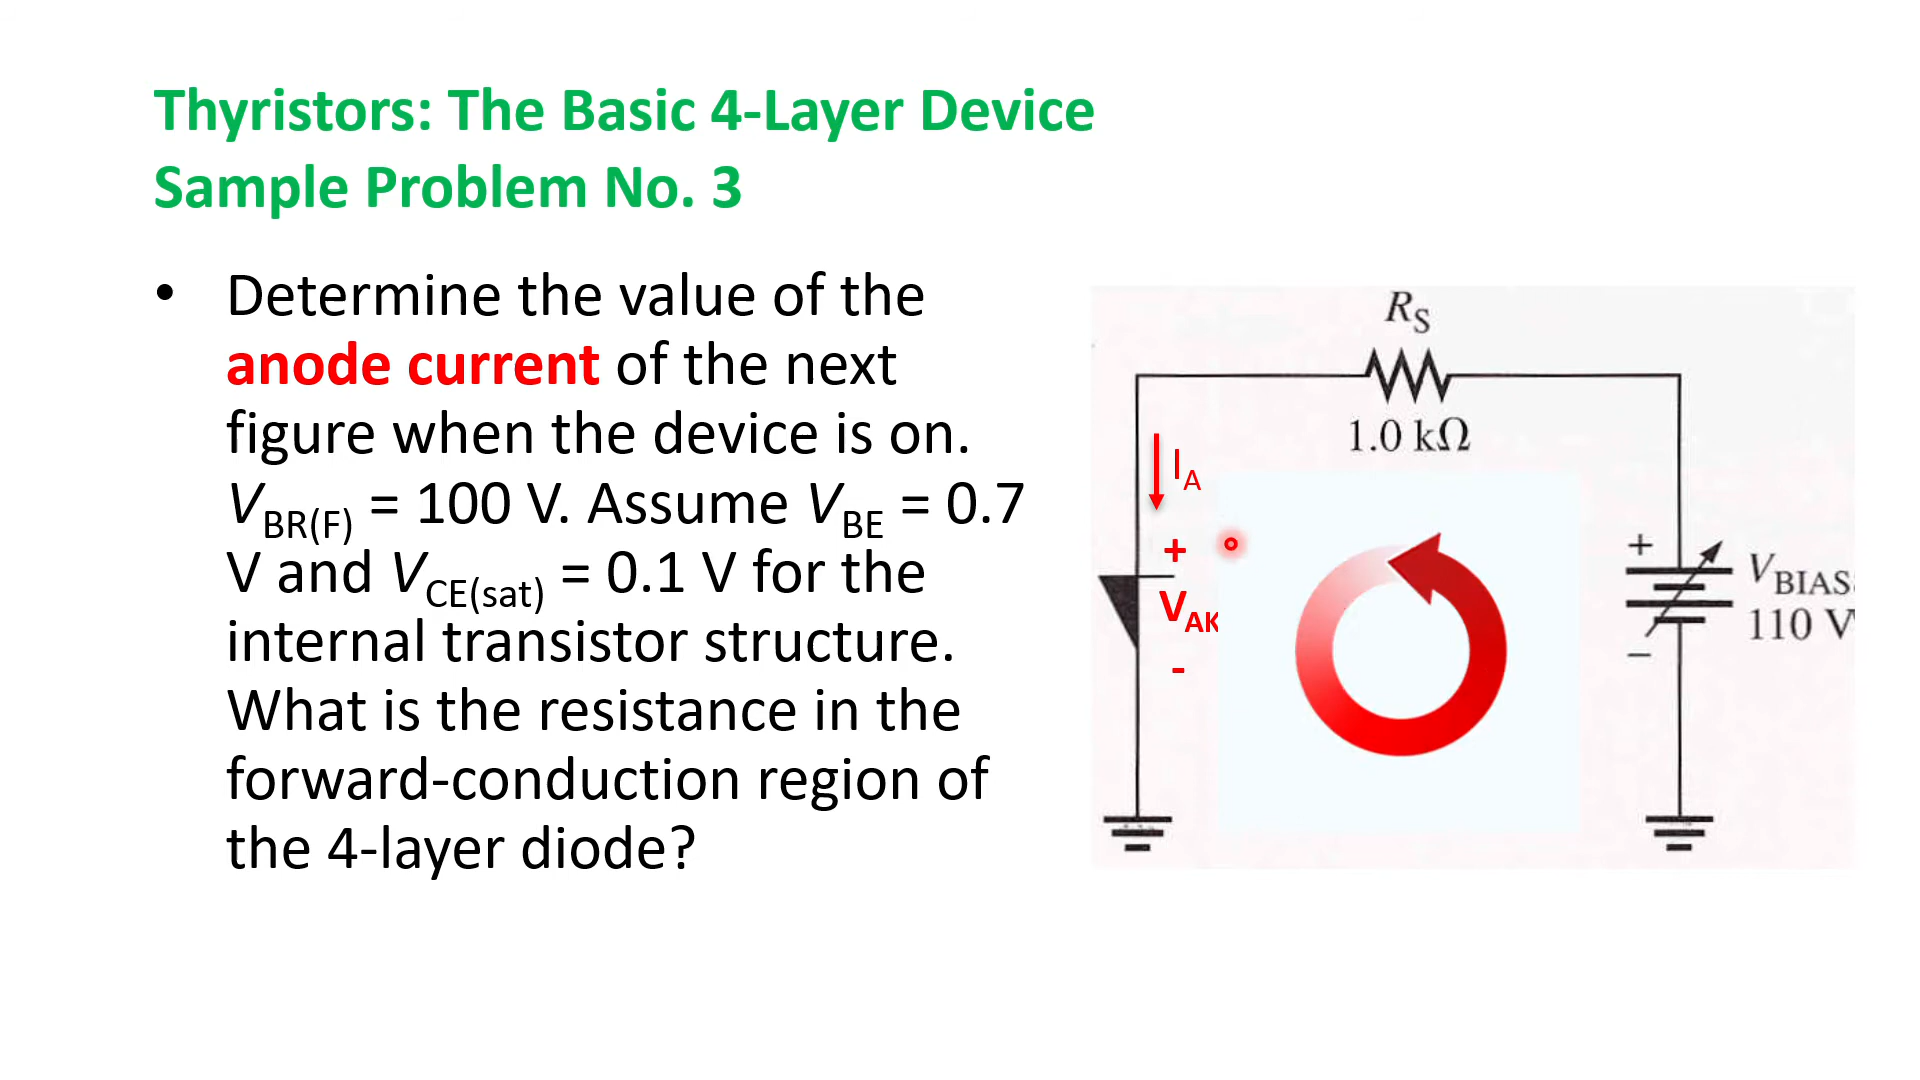 Thyristors: The Basic 4-Layer Device
Sample Problem No. 3
• Determine the value of the
anode current of the next
figure when the device is on.
VBR(F) = 100 V. Assume VBE = 0.7
V and VCE(sat) = 0.1 V for the
internal transistor structure.
What is the resistance in the
forward-conduction region of
the 4-layer diode?
RS
1.0 kΩ
IA
+
VAK
-
+
VBIAS
110 V
−